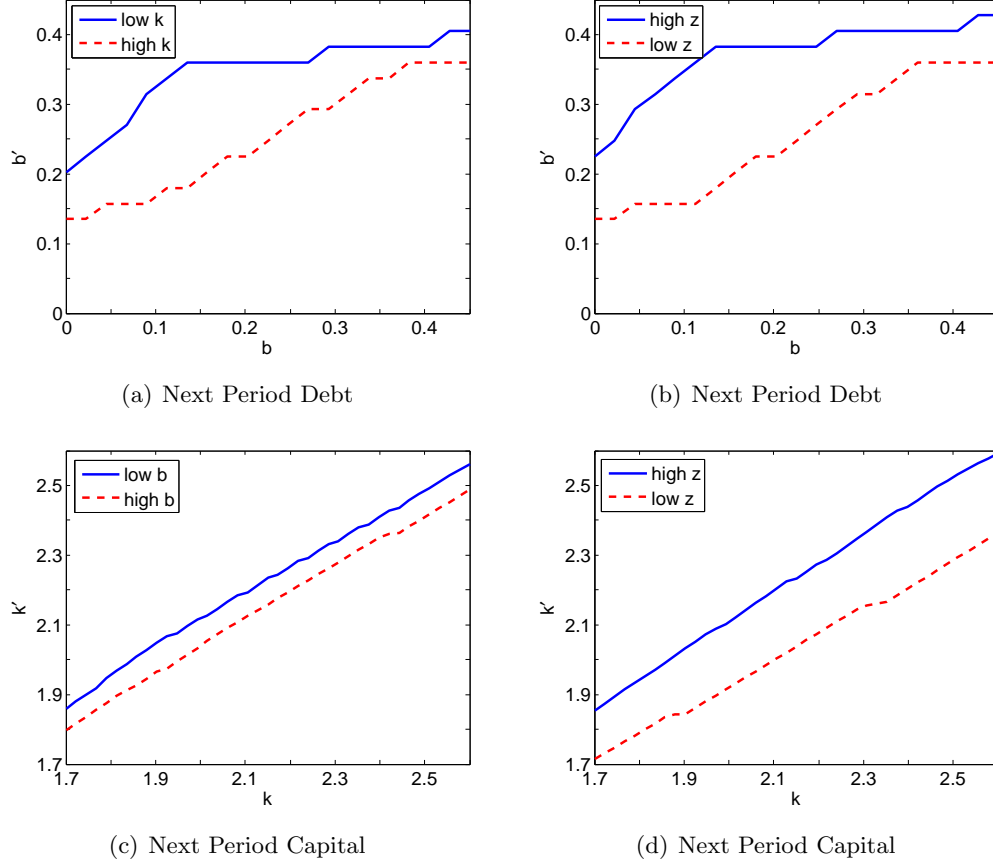 low k
high k
0.4
0.3
0.2
0.1
0
b′
0 0.1 0.2 0.3 0.4
b
(a) Next Period Debt
high z
low z
0.4
0.3
0.2
0.1
0
b′
0 0.1 0.2 0.3 0.4
b
(b) Next Period Debt
low b
high b
2.5
2.3
2.1
1.9
1.7
k′
1.7 1.9 2.1 2.3 2.5
k
(c) Next Period Capital
high z
low z
2.5
2.3
2.1
1.9
1.7
k′
1.7 1.9 2.1 2.3 2.5
k
(d) Next Period Capital